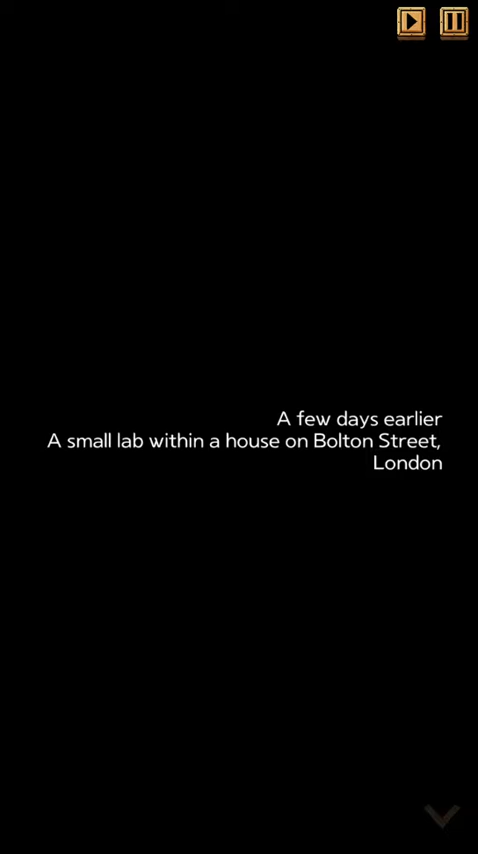 A few days earlier
A small lab within a house on Bolton Street,
London